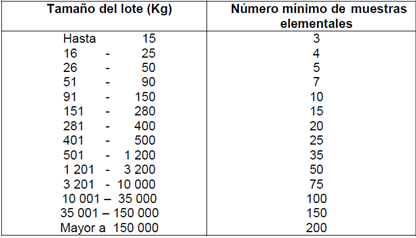 Tamaño del lote (Kg) Número mínimo de muestras
elementales
Hasta 15 3
16 - 25 4
26 - 50 5
51 - 90 7
91 - 150 10
151 - 280 15
281 - 400 20
401 - 500 25
501 - 1 200 35
1 201 - 3 200 50
3 201 - 10 000 75
10 001 – 35 000 100
35 001 – 150 000 150
Mayor a 150 000 200